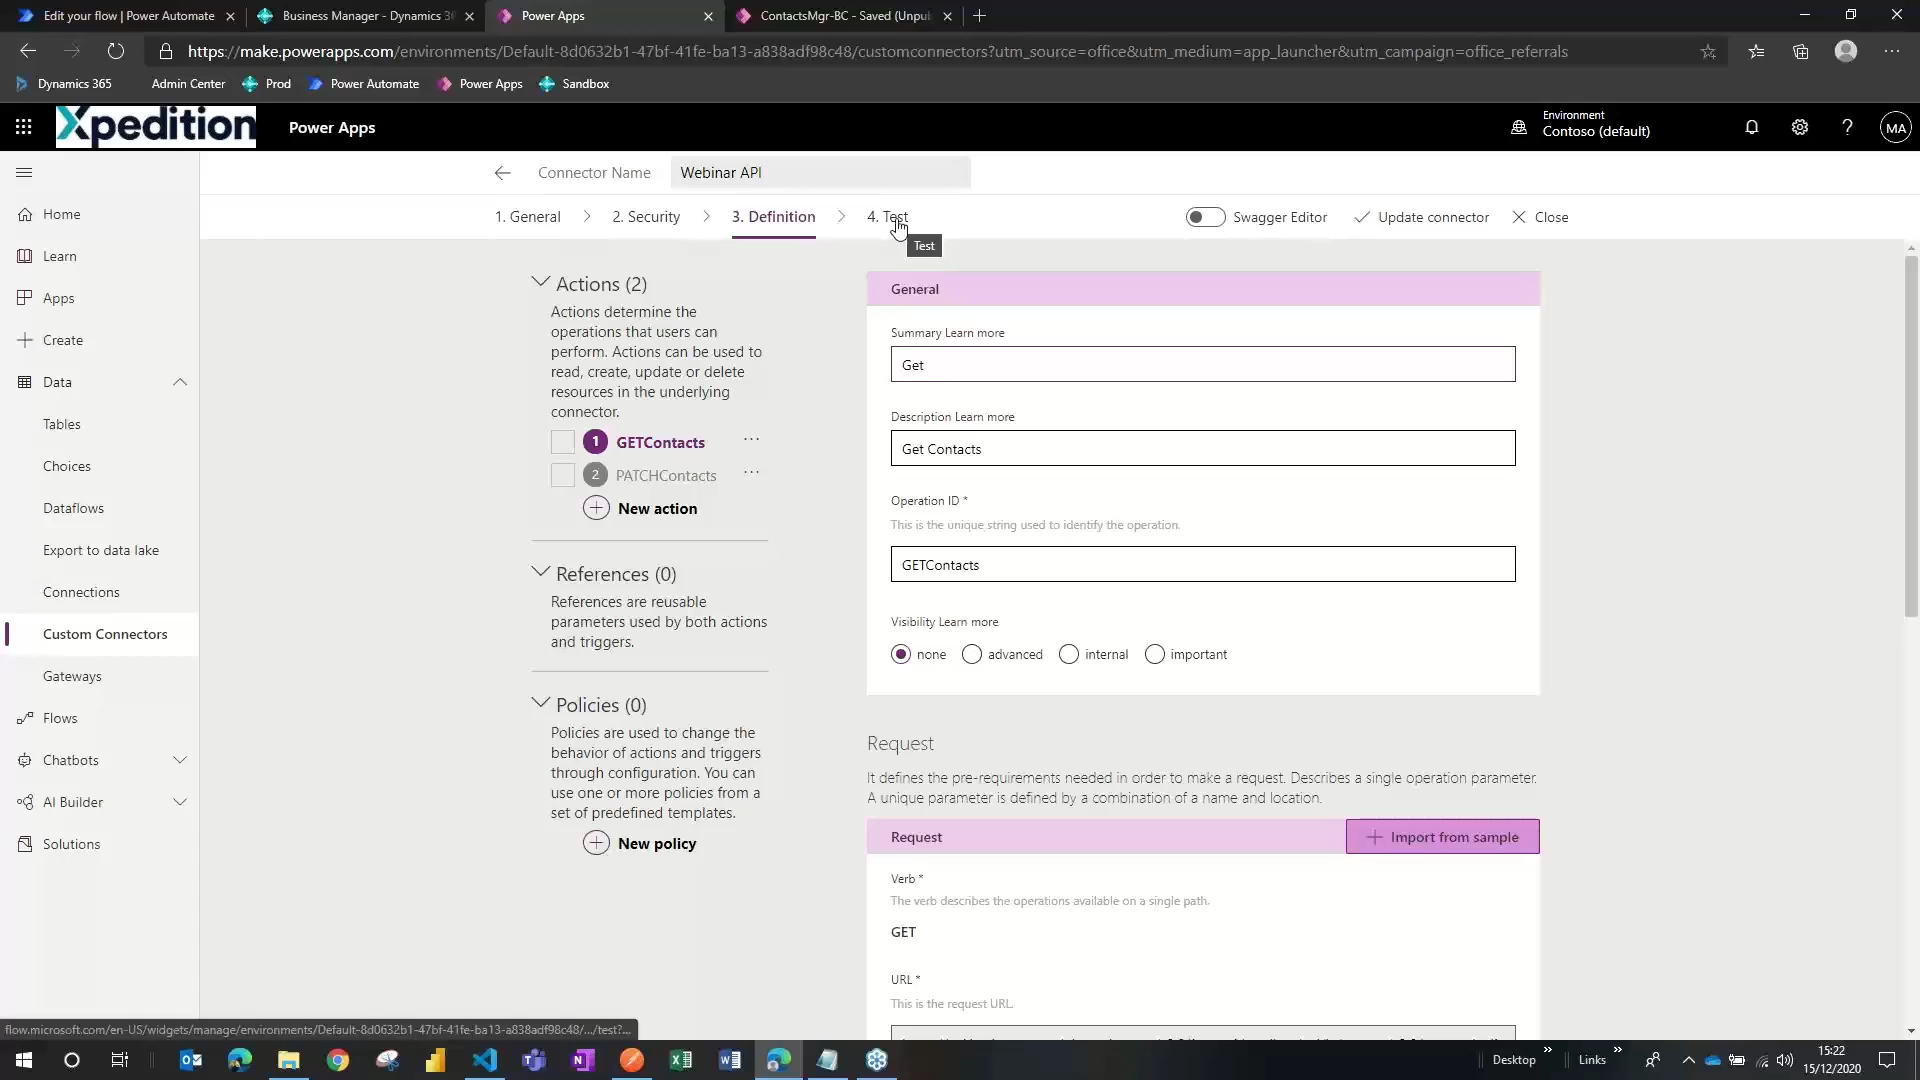 Edit your flow | Power Automate
Business Manager - Dynamics 36
Power Apps
ContactsMgr-BC - Saved (Unpu
https://make.powerapps.com/environments/Default-8d0632b1-47bf-41fe-ba13-a838adf98c48/customconnectors?utm_source=office&utm_medium=app_launcher&utm_campaign=office_referrals
Dynamics 365
Admin Center
Prod
Power Automate
Power Apps
Sandbox
Xpedition
Power Apps
Environment
Contoso (default)
MA
Connector Name
Webinar API
1. General
2. Security
3. Definition
4. Test
Swagger Editor
Update connector
Close
Test
Home
Learn
Apps
Create
Data
Tables
Choices
Dataflows
Export to data lake
Connections
Custom Connectors
Gateways
Flows
Chatbots
AI Builder
Solutions
Actions (2)
Actions determine the
operations that users can
perform. Actions can be used to
read, create, update or delete
resources in the underlying
connector.
1 GETContacts ...
2 PATCHContacts ...
New action
References (0)
References are reusable
parameters used by both actions
and triggers.
Policies (0)
Policies are used to change the
behavior of actions and triggers
through configuration. You can
use one or more policies from a
set of predefined templates.
New policy
General
Summary Learn more
Get
Description Learn more
Get Contacts
Operation ID *
This is the unique string used to identify the operation.
GETContacts
Visibility Learn more
none
advanced
internal
important
Request
It defines the pre-requirements needed in order to make a request. Describes a single operation parameter.
A unique parameter is defined by a combination of a name and location.
Request
Import from sample
Verb *
The verb describes the operations available on a single path.
GET
URL *
This is the request URL.
flow.microsoft.com/en-US/widgets/manage/environments/Default-8d0632b1-47bf-41fe-ba13-a838adf98c48/.../test?...
Desktop
Links
15:22
15/12/2020